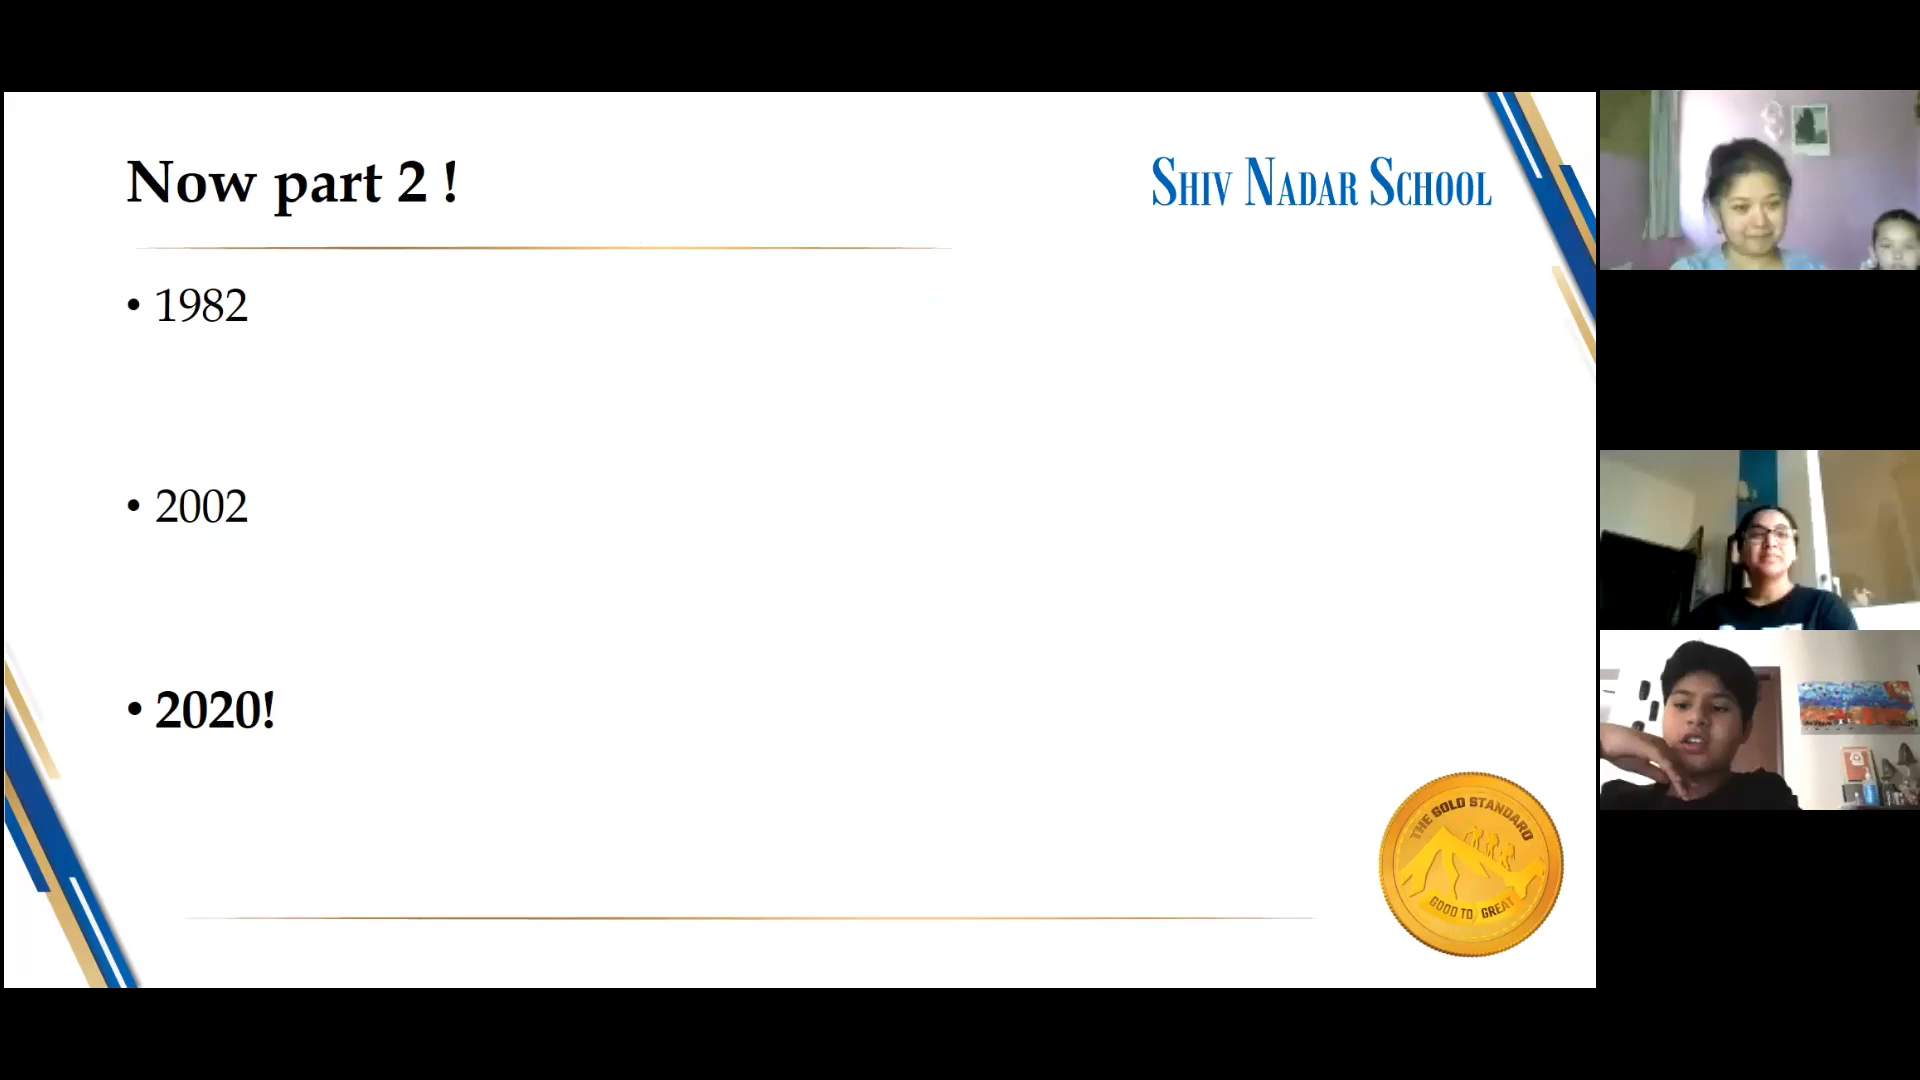 Now part 2 !
SHIV NADAR SCHOOL
• 1982
• 2002
• 2020!
THE GOLD STANDARD
GOOD TO GREAT